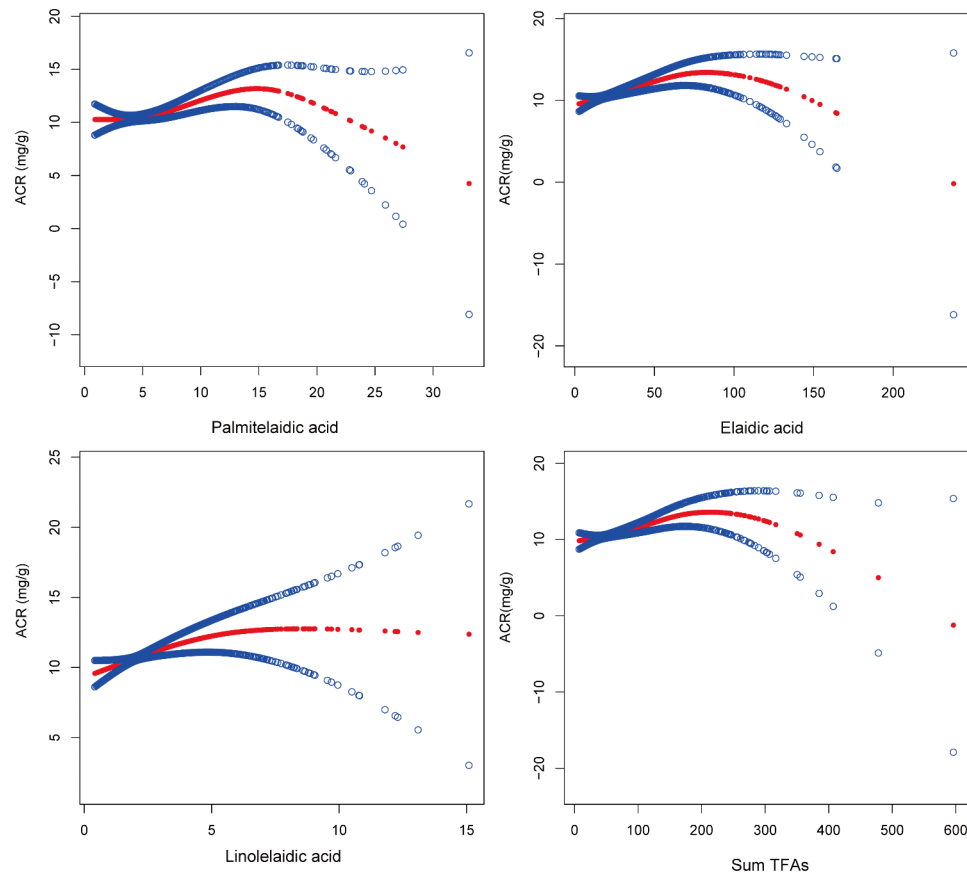 20
15
10
5
0
−5
−10
ACR (mg/g)
0 5 10 15 20 25 30
Palmitelaidic acid
20
10
0
−10
−20
ACR(mg/g)
0 50 100 150 200
Elaidic acid
25
20
15
10
5
ACR (mg/g)
0 5 10 15
Linolelaidic acid
20
10
0
−10
−20
ACR(mg/g)
0 100 200 300 400 500 600
Sum TFAs